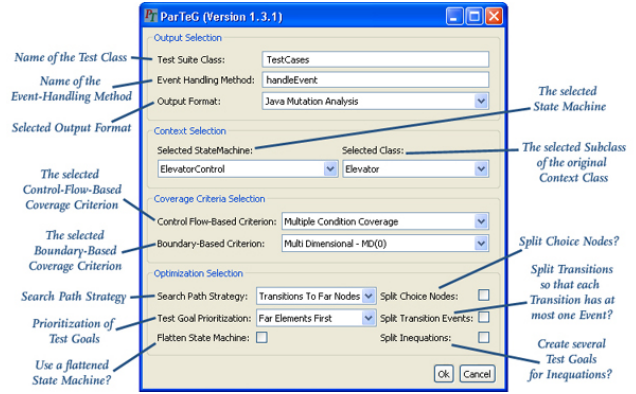 ParTeG (Version 1.3.1)
Output Selection
Name of the Test Class
Test Suite Class: TestCases
Name of the
Event-Handling Method
Event Handling Method: handleEvent
Selected Output Format
Output Format: Java Mutation Analysis
The selected
State Machine
Context Selection
Selected StateMachine: Selected Class:
ElevatorControl Elevator
The selected Subclass
of the original
Context Class
The selected
Control-Flow-Based
Coverage Criterion
Coverage Criteria Selection
Control Flow-Based Criterion: Multiple Condition Coverage
The selected
Boundary-Based
Coverage Criterion
Boundary-Based Criterion: Multi Dimensional - MD(0)
Split Choice Nodes?
Optimization Selection
Search Path Strategy
Search Path Strategy: Transitions To Far Nodes Split Choice Nodes:
Split Transitions
so that each
Transition has at
most one Event?
Prioritization of
Test Goals
Test Goal Prioritization: Far Elements First Split Transition Events:
Use a flattened
State Machine?
Flatten State Machine: Split Inequations:
Create several
Test Goals
for Inequations?
Ok Cancel